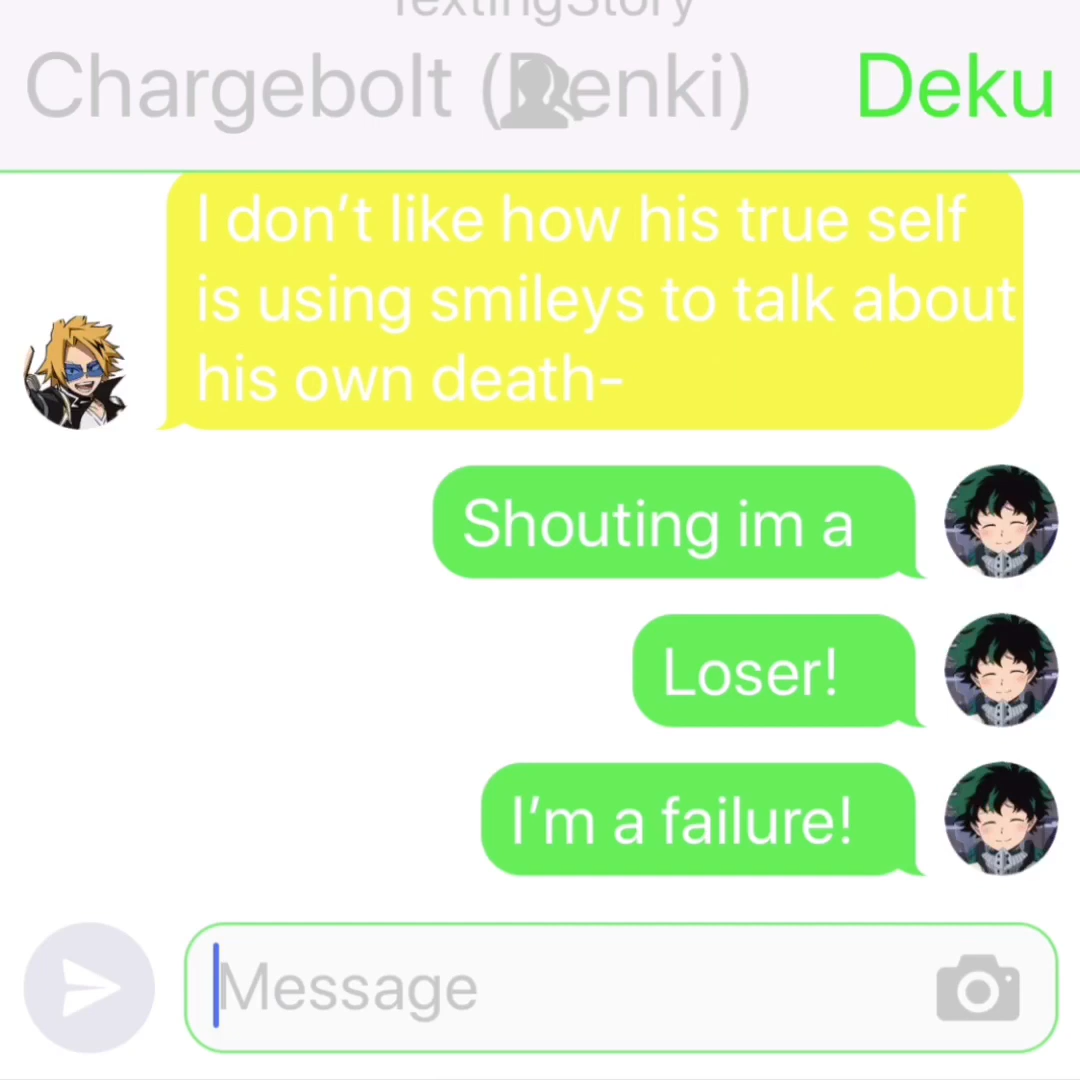 TextingStory
Chargebolt (Denki) Deku
I don’t like how his true self
is using smileys to talk about
his own death-
Shouting im a
Loser!
I’m a failure!
Message